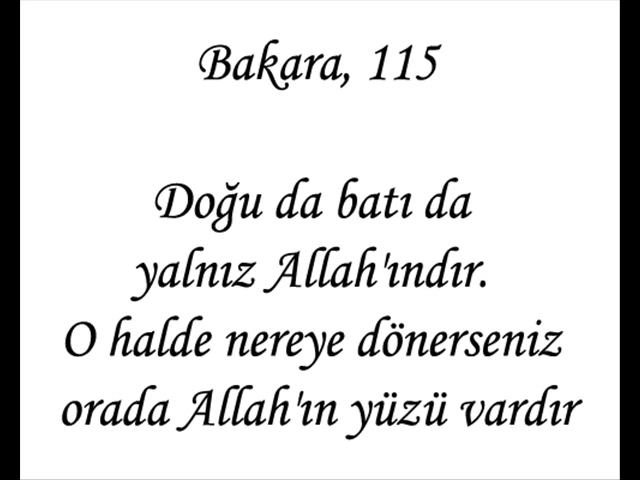 Bakara, 115
Doğu da batı da
yalnız Allah'ındır.
O halde nereye dönerseniz
orada Allah'ın yüzü vardır